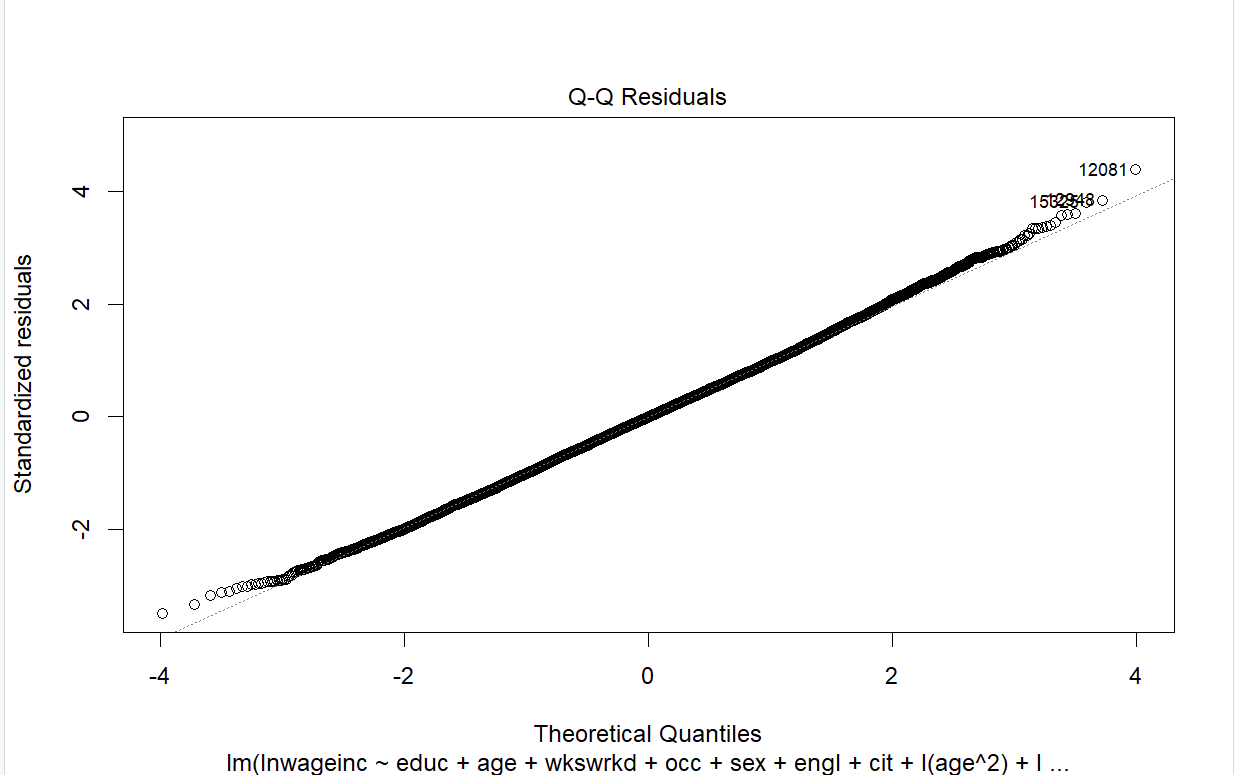 Q-Q Residuals
12081
4
2
0
-2
Standardized residuals
-4
-2
0
2
4
Theoretical Quantiles
lm(lnwageinc ~ educ + age + wkswrkd + occ + sex + engl + cit + I(age^2) + I ...